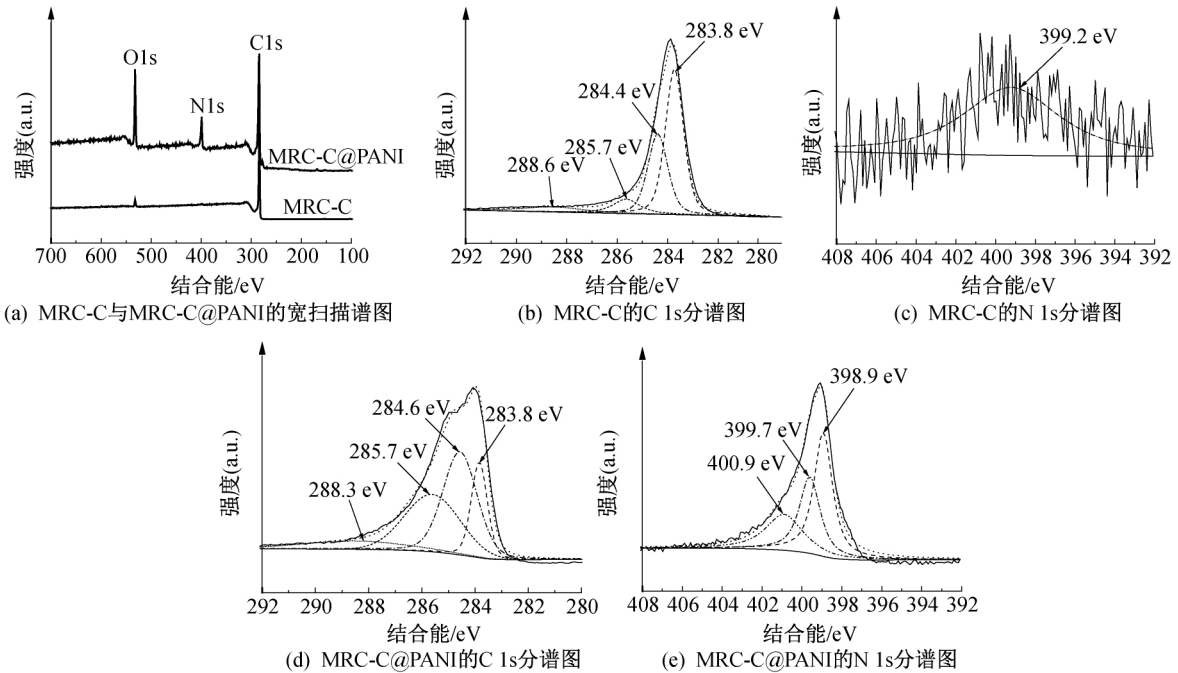 强度(a.u.)
O1s
N1s
C1s
MRC-C@PANI
MRC-C
700 600 500 400 300 200 100
结合能/eV
(a) MRC-C与MRC-C@PANI的宽扫描谱图
强度(a.u.)
283.8 eV
284.4 eV
285.7 eV
288.6 eV
292 290 288 286 284 282 280
结合能/eV
(b) MRC-C的C 1s分谱图
强度(a.u.)
399.2 eV
408 406 404 402 400 398 396 394 392
结合能/eV
(c) MRC-C的N 1s分谱图
强度(a.u.)
284.6 eV
283.8 eV
285.7 eV
288.3 eV
292 290 288 286 284 282 280
结合能/eV
(d) MRC-C@PANI的C 1s分谱图
强度(a.u.)
398.9 eV
399.7 eV
400.9 eV
408 406 404 402 400 398 396 394 392
结合能/eV
(e) MRC-C@PANI的N 1s分谱图